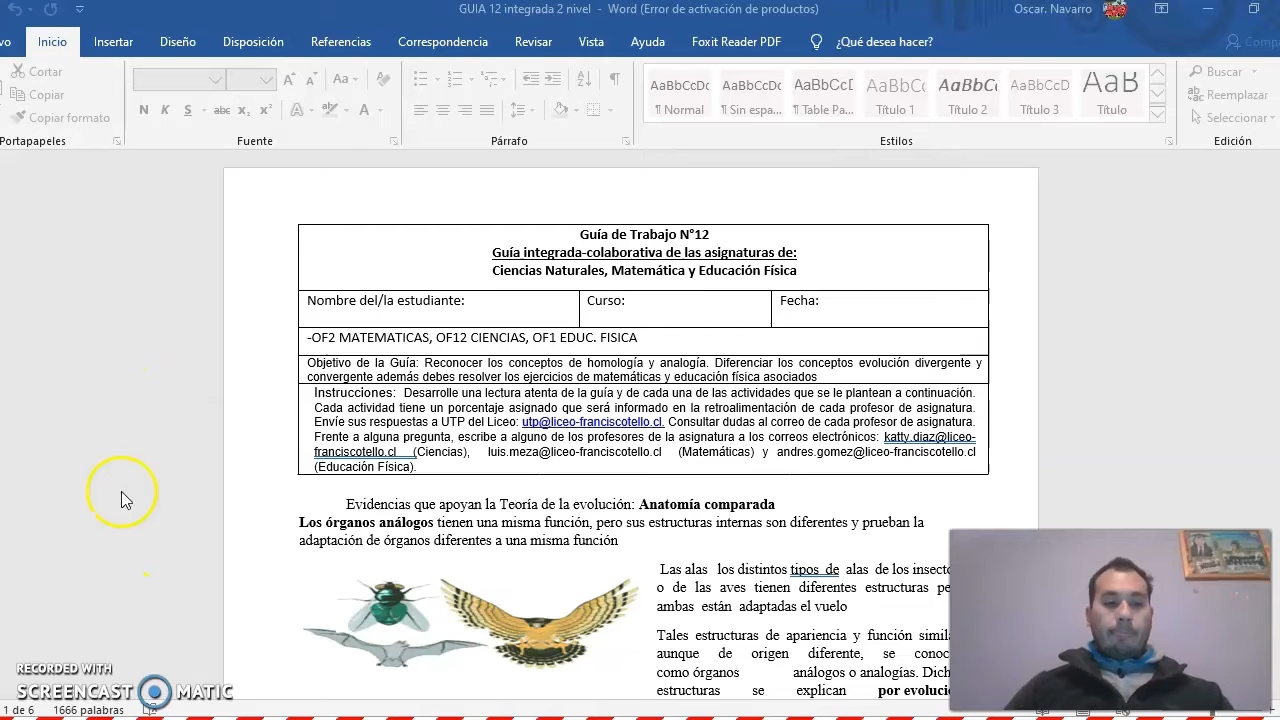 GUIA 12 integrada 2 nivel - Word (Error de activación de productos)
Oscar. Navarro
Inicio Insertar Diseño Disposición Referencias Correspondencia Revisar Vista Ayuda Foxit Reader PDF ¿Qué desea hacer?
Cortar
Copiar
Copiar formato
Portapapeles
Aa
N K S abc x₂ x²
A A
Fuente
Párrafo
AaBbCcDc AaBbCcDc AaBbCcD AaBbCc AaBbCcD AaBbCcDc AaB
¶ Normal ¶ Sin espa... ¶ Table Pa... Título 1 Título 2 Título 3 Título
Estilos
Buscar
Reemplazar
Seleccionar
Edición
Guía de Trabajo N°12
Guía integrada-colaborativa de las asignaturas de:
Ciencias Naturales, Matemática y Educación Física
Nombre del/la estudiante: Curso: Fecha:
-OF2 MATEMATICAS, OF12 CIENCIAS, OF1 EDUC. FISICA
Objetivo de la Guía: Reconocer los conceptos de homología y analogía. Diferenciar los conceptos evolución divergente y
convergente además debes resolver los ejercicios de matemáticas y educación física asociados
Instrucciones: Desarrolle una lectura atenta de la guía y de cada una de las actividades que se le plantean a continuación.
Cada actividad tiene un porcentaje asignado que será informado en la retroalimentación de cada profesor de asignatura.
Envíe sus respuestas a UTP del Liceo: utp@liceo-franciscotello.cl. Consultar dudas al correo de cada profesor de asignatura.
Frente a alguna pregunta, escribe a alguno de los profesores de la asignatura a los correos electrónicos: katty.diaz@liceo-
franciscotello.cl (Ciencias), luis.meza@liceo-franciscotello.cl (Matemáticas) y andres.gomez@liceo-franciscotello.cl
(Educación Física).
Evidencias que apoyan la Teoría de la evolución: Anatomía comparada
Los órganos análogos tienen una misma función, pero sus estructuras internas son diferentes y prueban la
adaptación de órganos diferentes a una misma función
Las alas los distintos tipos de alas de los insecto
o de las aves tienen diferentes estructuras pe
ambas están adaptadas el vuelo
Tales estructuras de apariencia y función simila
aunque de origen diferente, se conoc
como órganos análogos o analogías. Dich
estructuras se explican por evolució
RECORDED WITH
SCREENCAST MATIC
1 de 6 1666 palabras